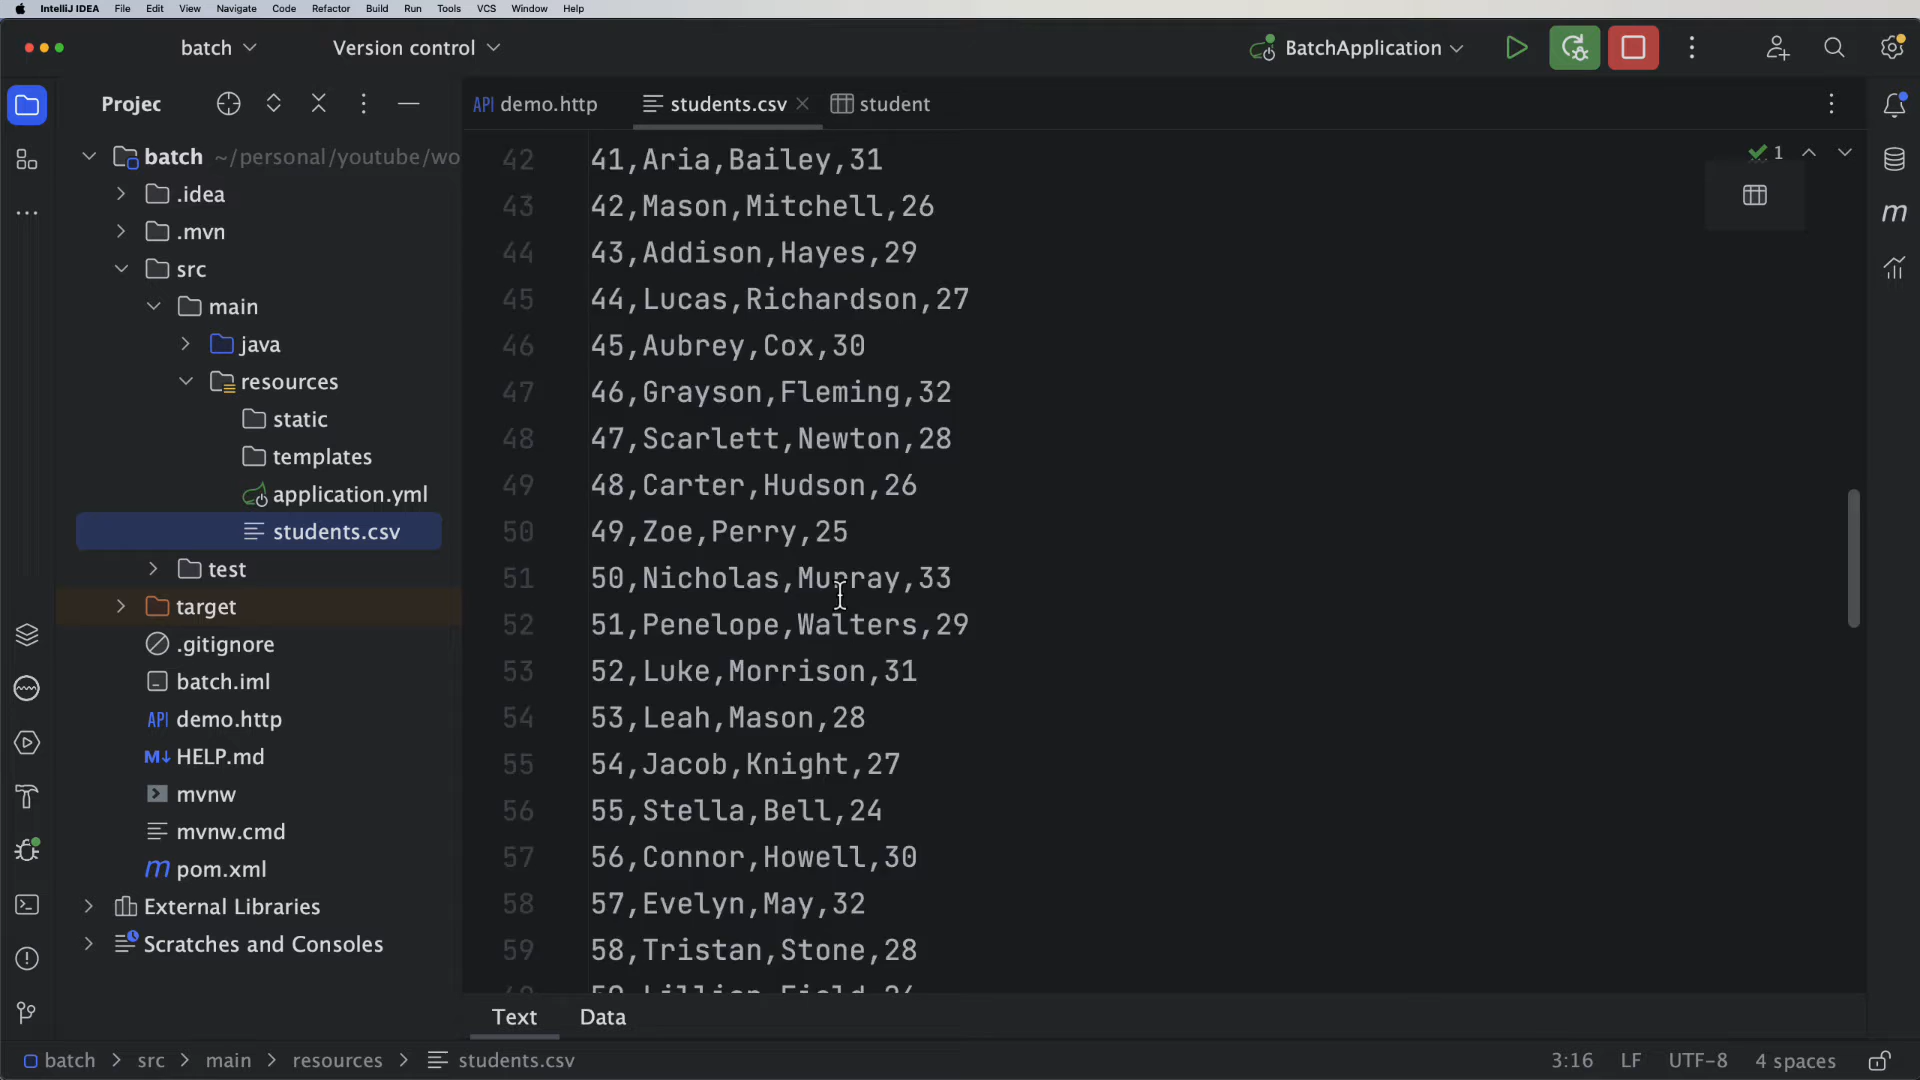 IntelliJ IDEA File Edit View Navigate Code Refactor Build Run Tools VCS Window Help
batch Version control BatchApplication
Projec
demo.http students.csv student
batch ~/personal/youtube/wo
.idea
.mvn
src
main
java
resources
static
templates
application.yml
students.csv
test
target
.gitignore
batch.iml
API demo.http
M↓ HELP.md
mvnw
mvnw.cmd
m pom.xml
External Libraries
Scratches and Consoles
1
42 41,Aria,Bailey,31
43 42,Mason,Mitchell,26
44 43,Addison,Hayes,29
45 44,Lucas,Richardson,27
46 45,Aubrey,Cox,30
47 46,Grayson,Fleming,32
48 47,Scarlett,Newton,28
49 48,Carter,Hudson,26
50 49,Zoe,Perry,25
51 50,Nicholas,Murray,33
52 51,Penelope,Walters,29
53 52,Luke,Morrison,31
54 53,Leah,Mason,28
55 54,Jacob,Knight,27
56 55,Stella,Bell,24
57 56,Connor,Howell,30
58 57,Evelyn,May,32
59 58,Tristan,Stone,28
Text Data
batch > src > main > resources > students.csv
3:16 LF UTF-8 4 spaces